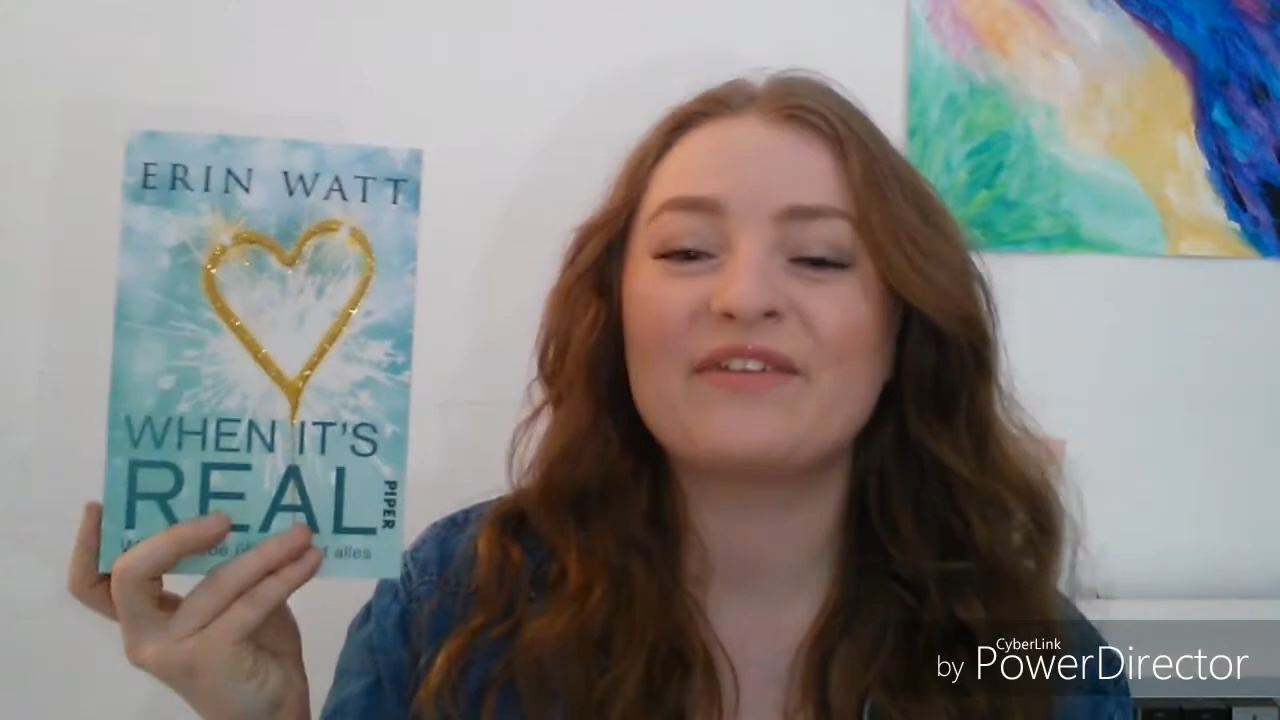 ERIN WATT
WHEN IT'S
REAL
PIPER
alles
CyberLink
by PowerDirector